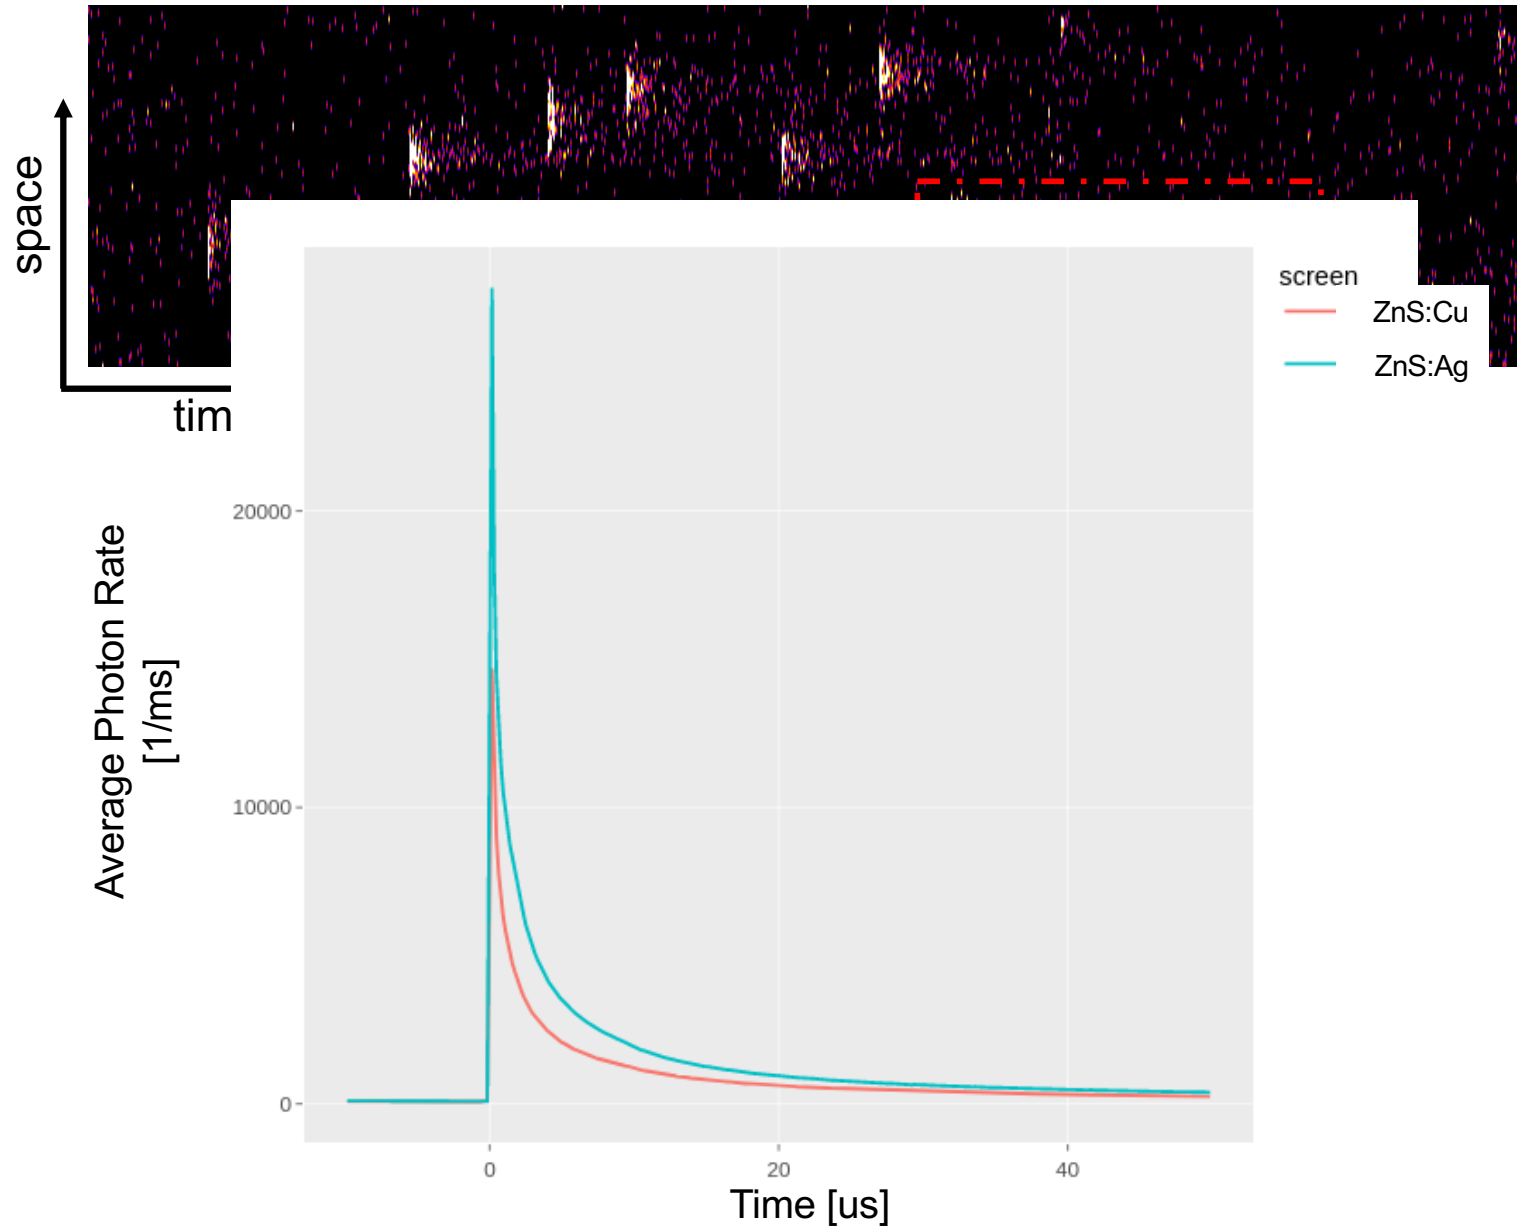 space
tim
screen
ZnS:Cu
ZnS:Ag
Average Photon Rate
[1/ms]
20000
10000
0
0
20
40
Time [us]